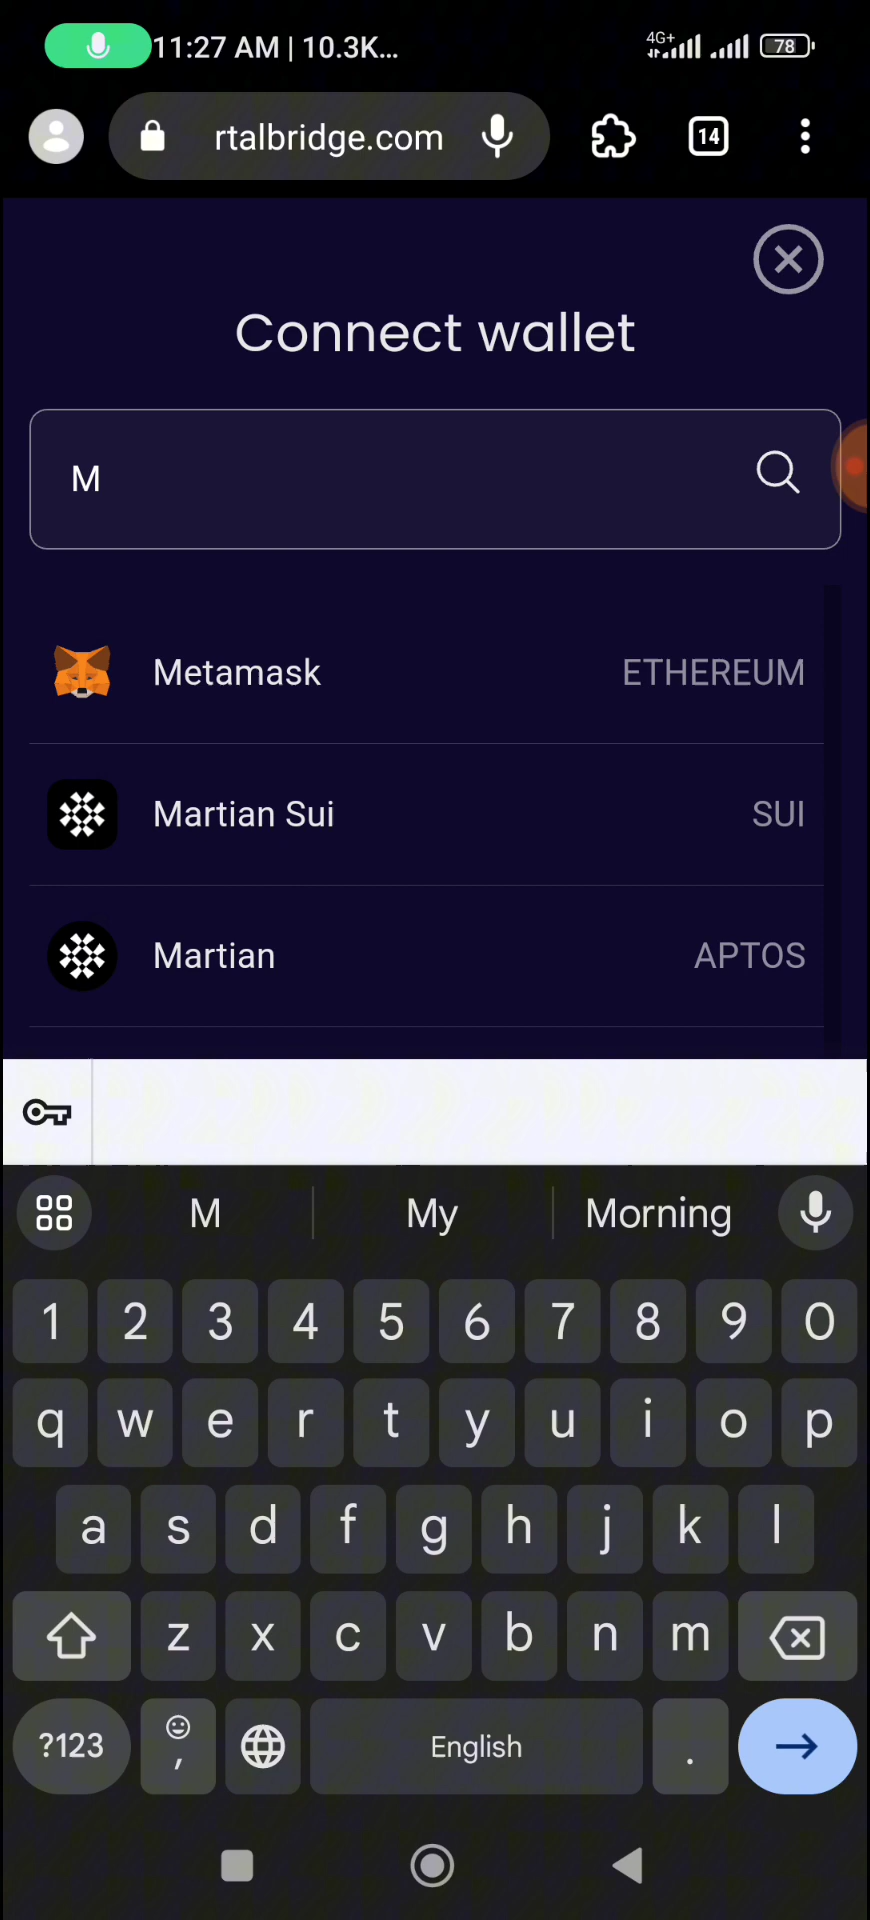 11:27 AM | 10.3K...
4G+
78
rtalbridge.com
14
Connect wallet
M
Metamask ETHEREUM
Martian Sui SUI
Martian APTOS
M My Morning
1 2 3 4 5 6 7 8 9 0
q w e r t y u i o p
a s d f g h j k l
z x c v b n m
?123 , English .